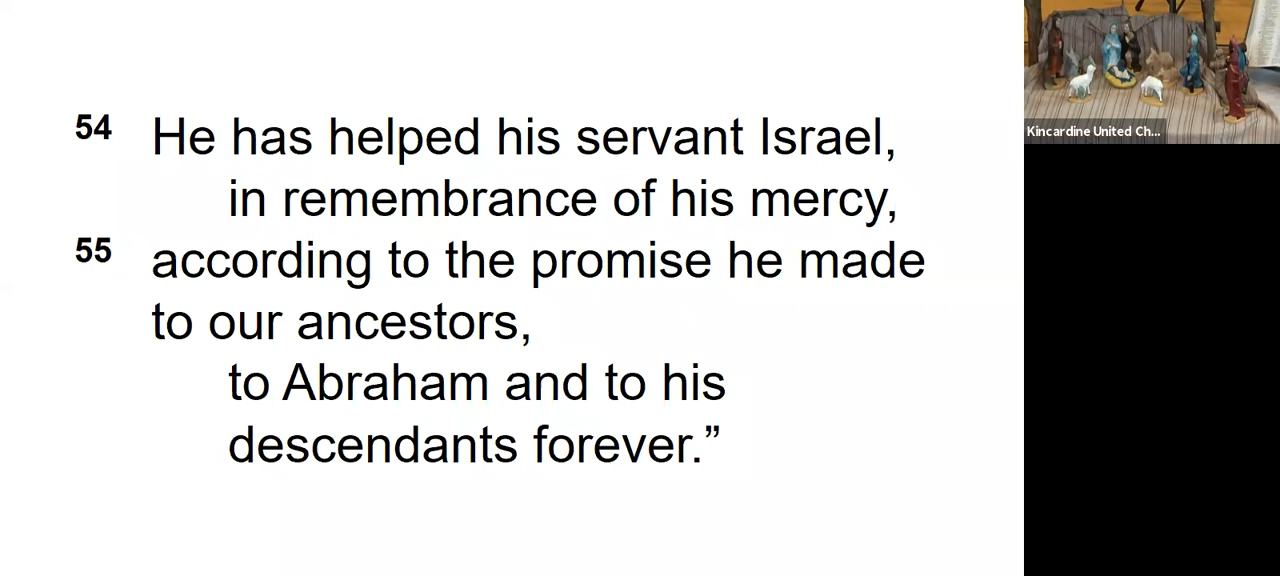 54 He has helped his servant Israel,
in remembrance of his mercy,
55 according to the promise he made
to our ancestors,
to Abraham and to his
descendants forever.”
Kincardine United Ch...